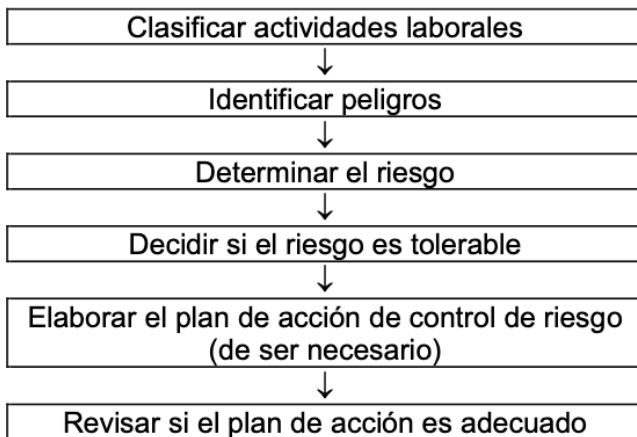 Clasificar actividades laborales
↓
Identificar peligros
↓
Determinar el riesgo
↓
Decidir si el riesgo es tolerable
↓
Elaborar el plan de acción de control de riesgo
(de ser necesario)
↓
Revisar si el plan de acción es adecuado